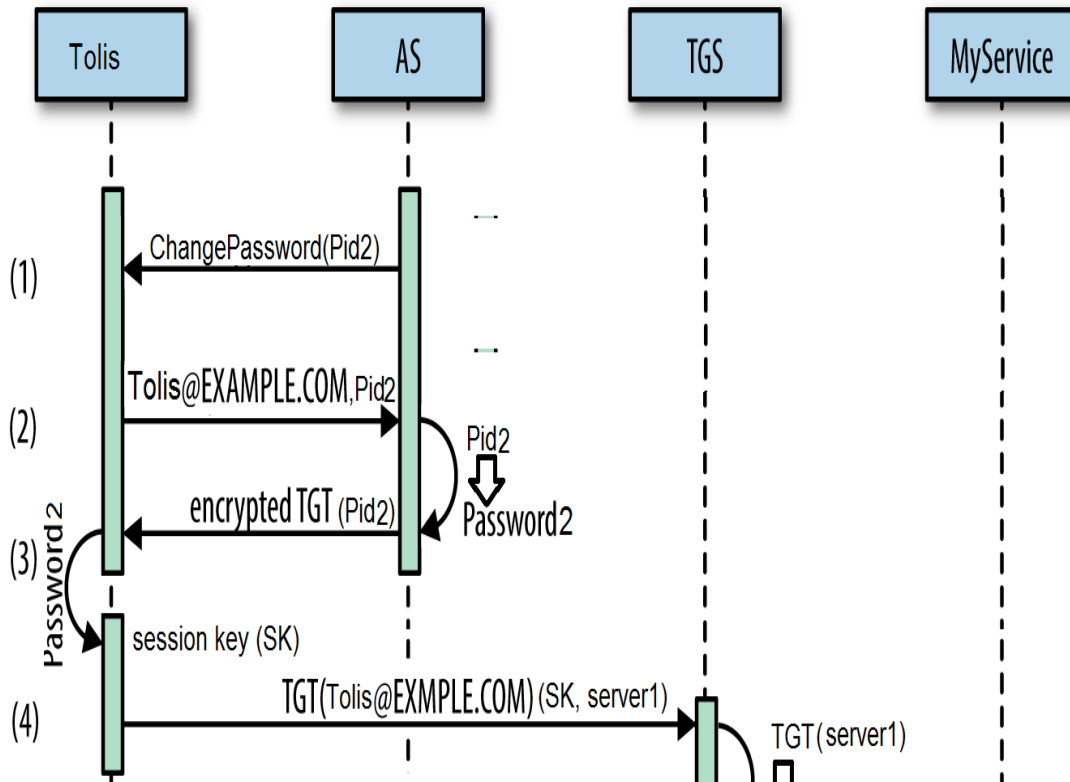 Tolis
AS
TGS
MyService
(1)
ChangePassword(Pid2)
(2)
Tolis@EXAMPLE.COM,Pid2
Pid2
Password2
(3)
encrypted TGT (Pid2)
Password2
session key (SK)
(4)
TGT(Tolis@EXMPLE.COM) (SK, server1)
TGT(server1)